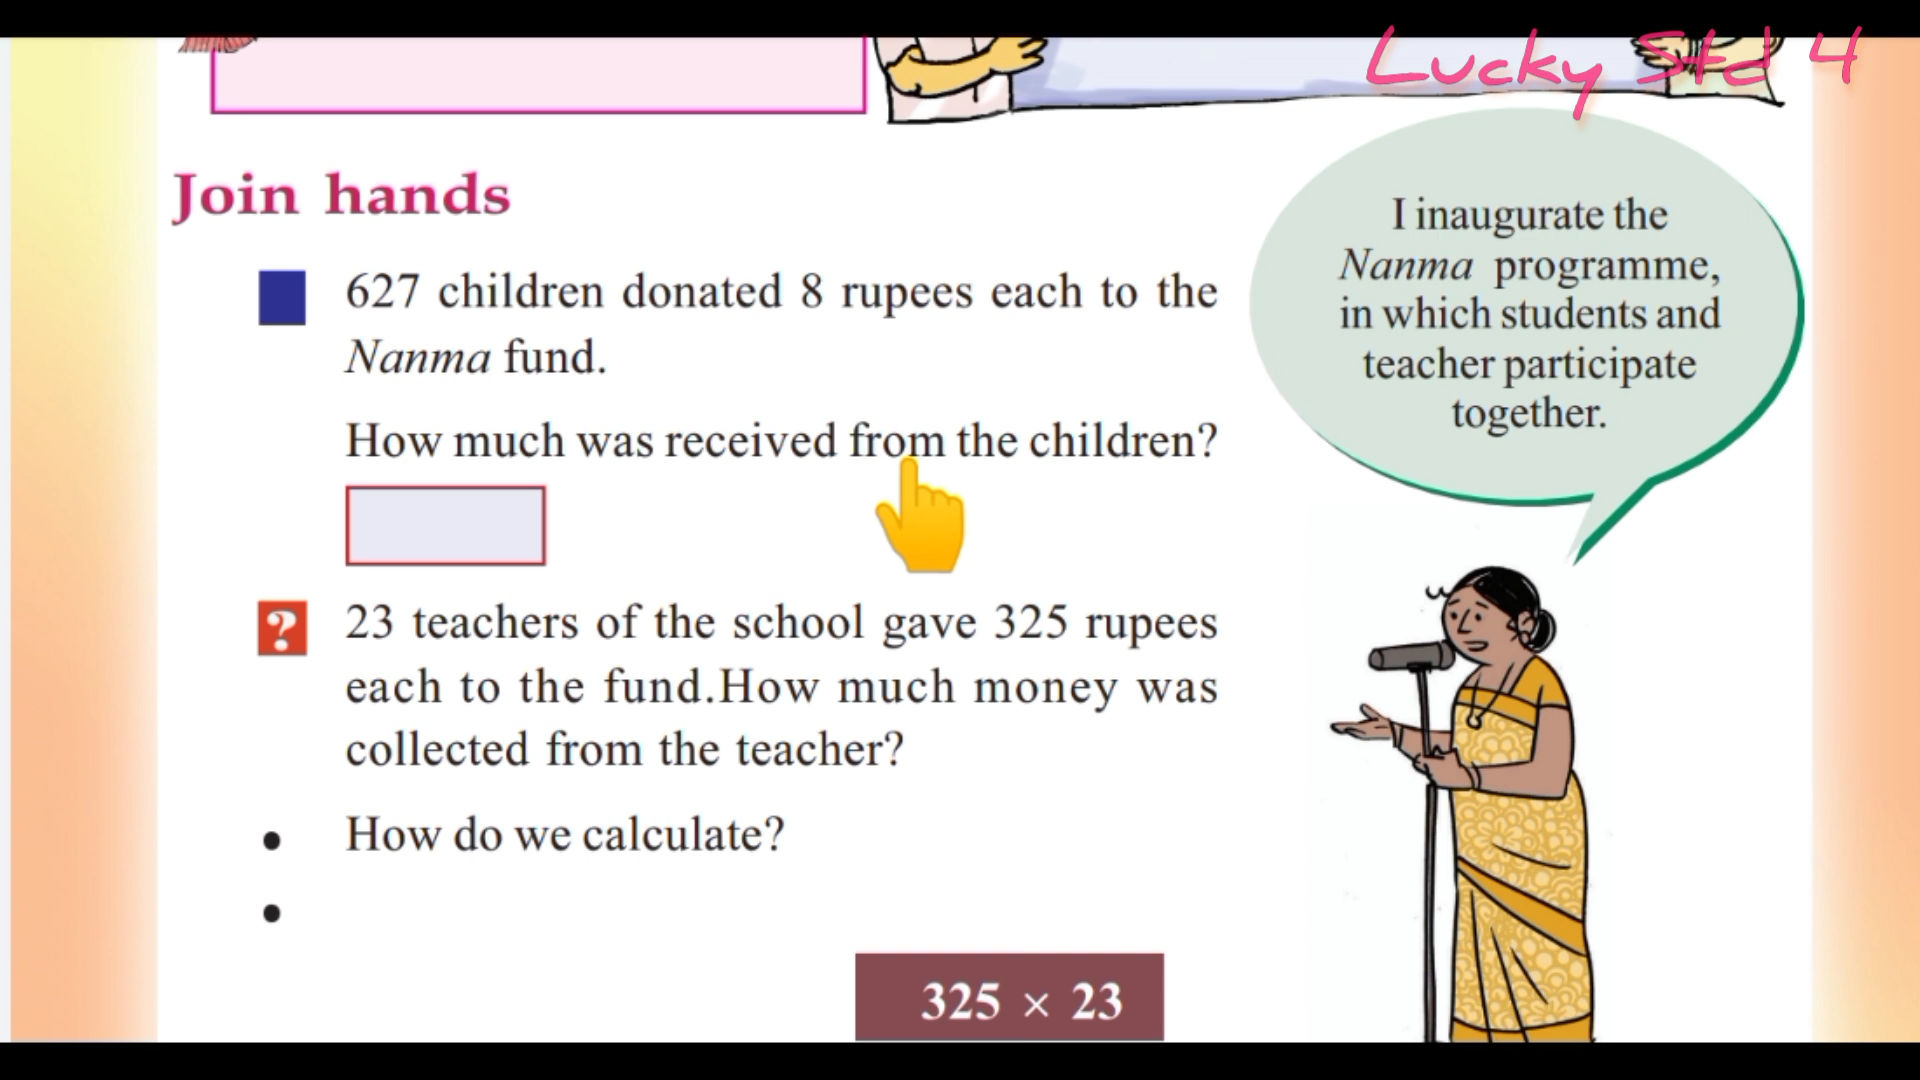 Lucky Std 4
Join hands
627 children donated 8 rupees each to the
Nanma fund.
How much was received from the children?
23 teachers of the school gave 325 rupees
each to the fund.How much money was
collected from the teacher?
• How do we calculate?
•
325 × 23
I inaugurate the
Nanma programme,
in which students and
teacher participate
together.